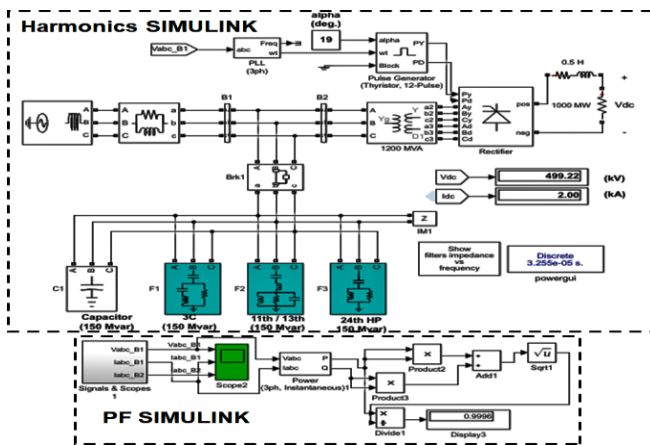 Harmonics SIMULINK
alpha
(deg.)
19
Vabc_B1
abc
Freq
wt
PLL
(3ph)
alpha
wt
Block
PY
PD
Pulse Generator
(Thyristor, 12-Pulse)
0.5 H
1000 MW
Vdc
+
-
A
B
C
A
B
C
a
b
c
B1
B2
A
B
C
Yg
Y
D1
a2
b2
c2
a3
b3
c3
1200 MVA
Py
Pd
Ay
By
Cy
Ad
Bd
Cd
pos
neg
Rectifier
Brk1
A
B
C
a
b
c
Vdc
499.22
(kV)
Idc
2.00
(kA)
Z
IM1
Show
filters impedance
vs
frequency
Discrete
3.255e-05 s.
powergui
C1
A
B
C
Capacitor
(150 Mvar)
F1
A
B
C
3C
(150 Mvar)
F2
A
B
C
11th / 13th
(150 Mvar)
F3
A
B
C
24th HP
150 Mvar)
Vabc_B1
Iabc_B1
Iabc_B2
Signals & Scopes
1
Vabc_B1
Iabc_B1
Iabc_B2
Scope2
Vabc
Iabc
P
Q
Power
(3ph, Instantaneous)1
Product2
Product3
Add1
√u
Sqrt1
Divide1
0.9996
Display3
PF SIMULINK